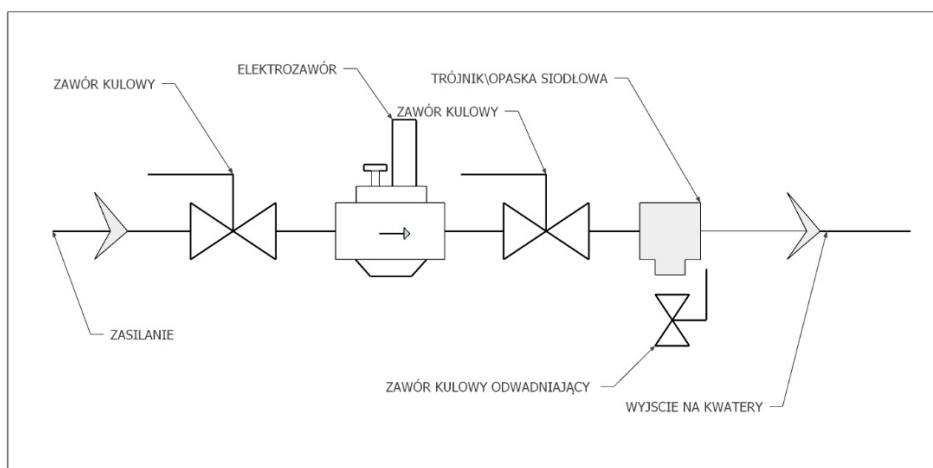 ELEKTROZAWÓR
TRÓJNIK\OPASKA SIODŁOWA
ZAWÓR KULOWY
ZAWÓR KULOWY
ZASILANIE
ZAWÓR KULOWY ODWADNIAJĄCY
WYJSCIE NA KWATERY